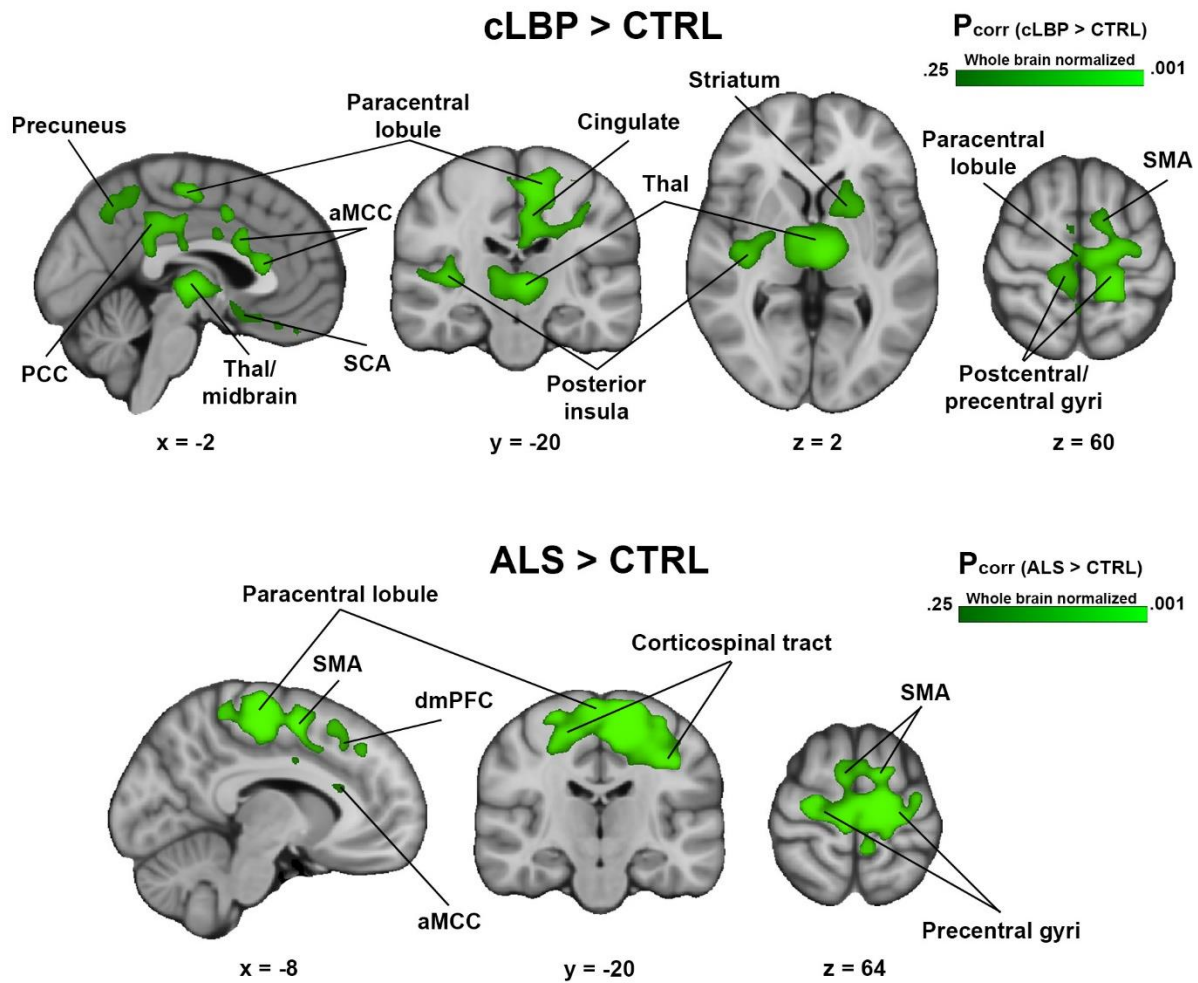 cLBP > CTRL
Pcorr (cLBP > CTRL)
Whole brain normalized
.25
.001
Precuneus
Paracentral
lobule
Cingulate
Striatum
Paracentral
lobule
SMA
aMCC
Thal
PCC
Thal/
midbrain
SCA
Posterior
insula
Postcentral/
precentral gyri
x = -2
y = -20
z = 2
z = 60
ALS > CTRL
Pcorr (ALS > CTRL)
Whole brain normalized
.25
.001
Paracentral lobule
SMA
dmPFC
Corticospinal tract
SMA
aMCC
Precentral gyri
x = -8
y = -20
z = 64